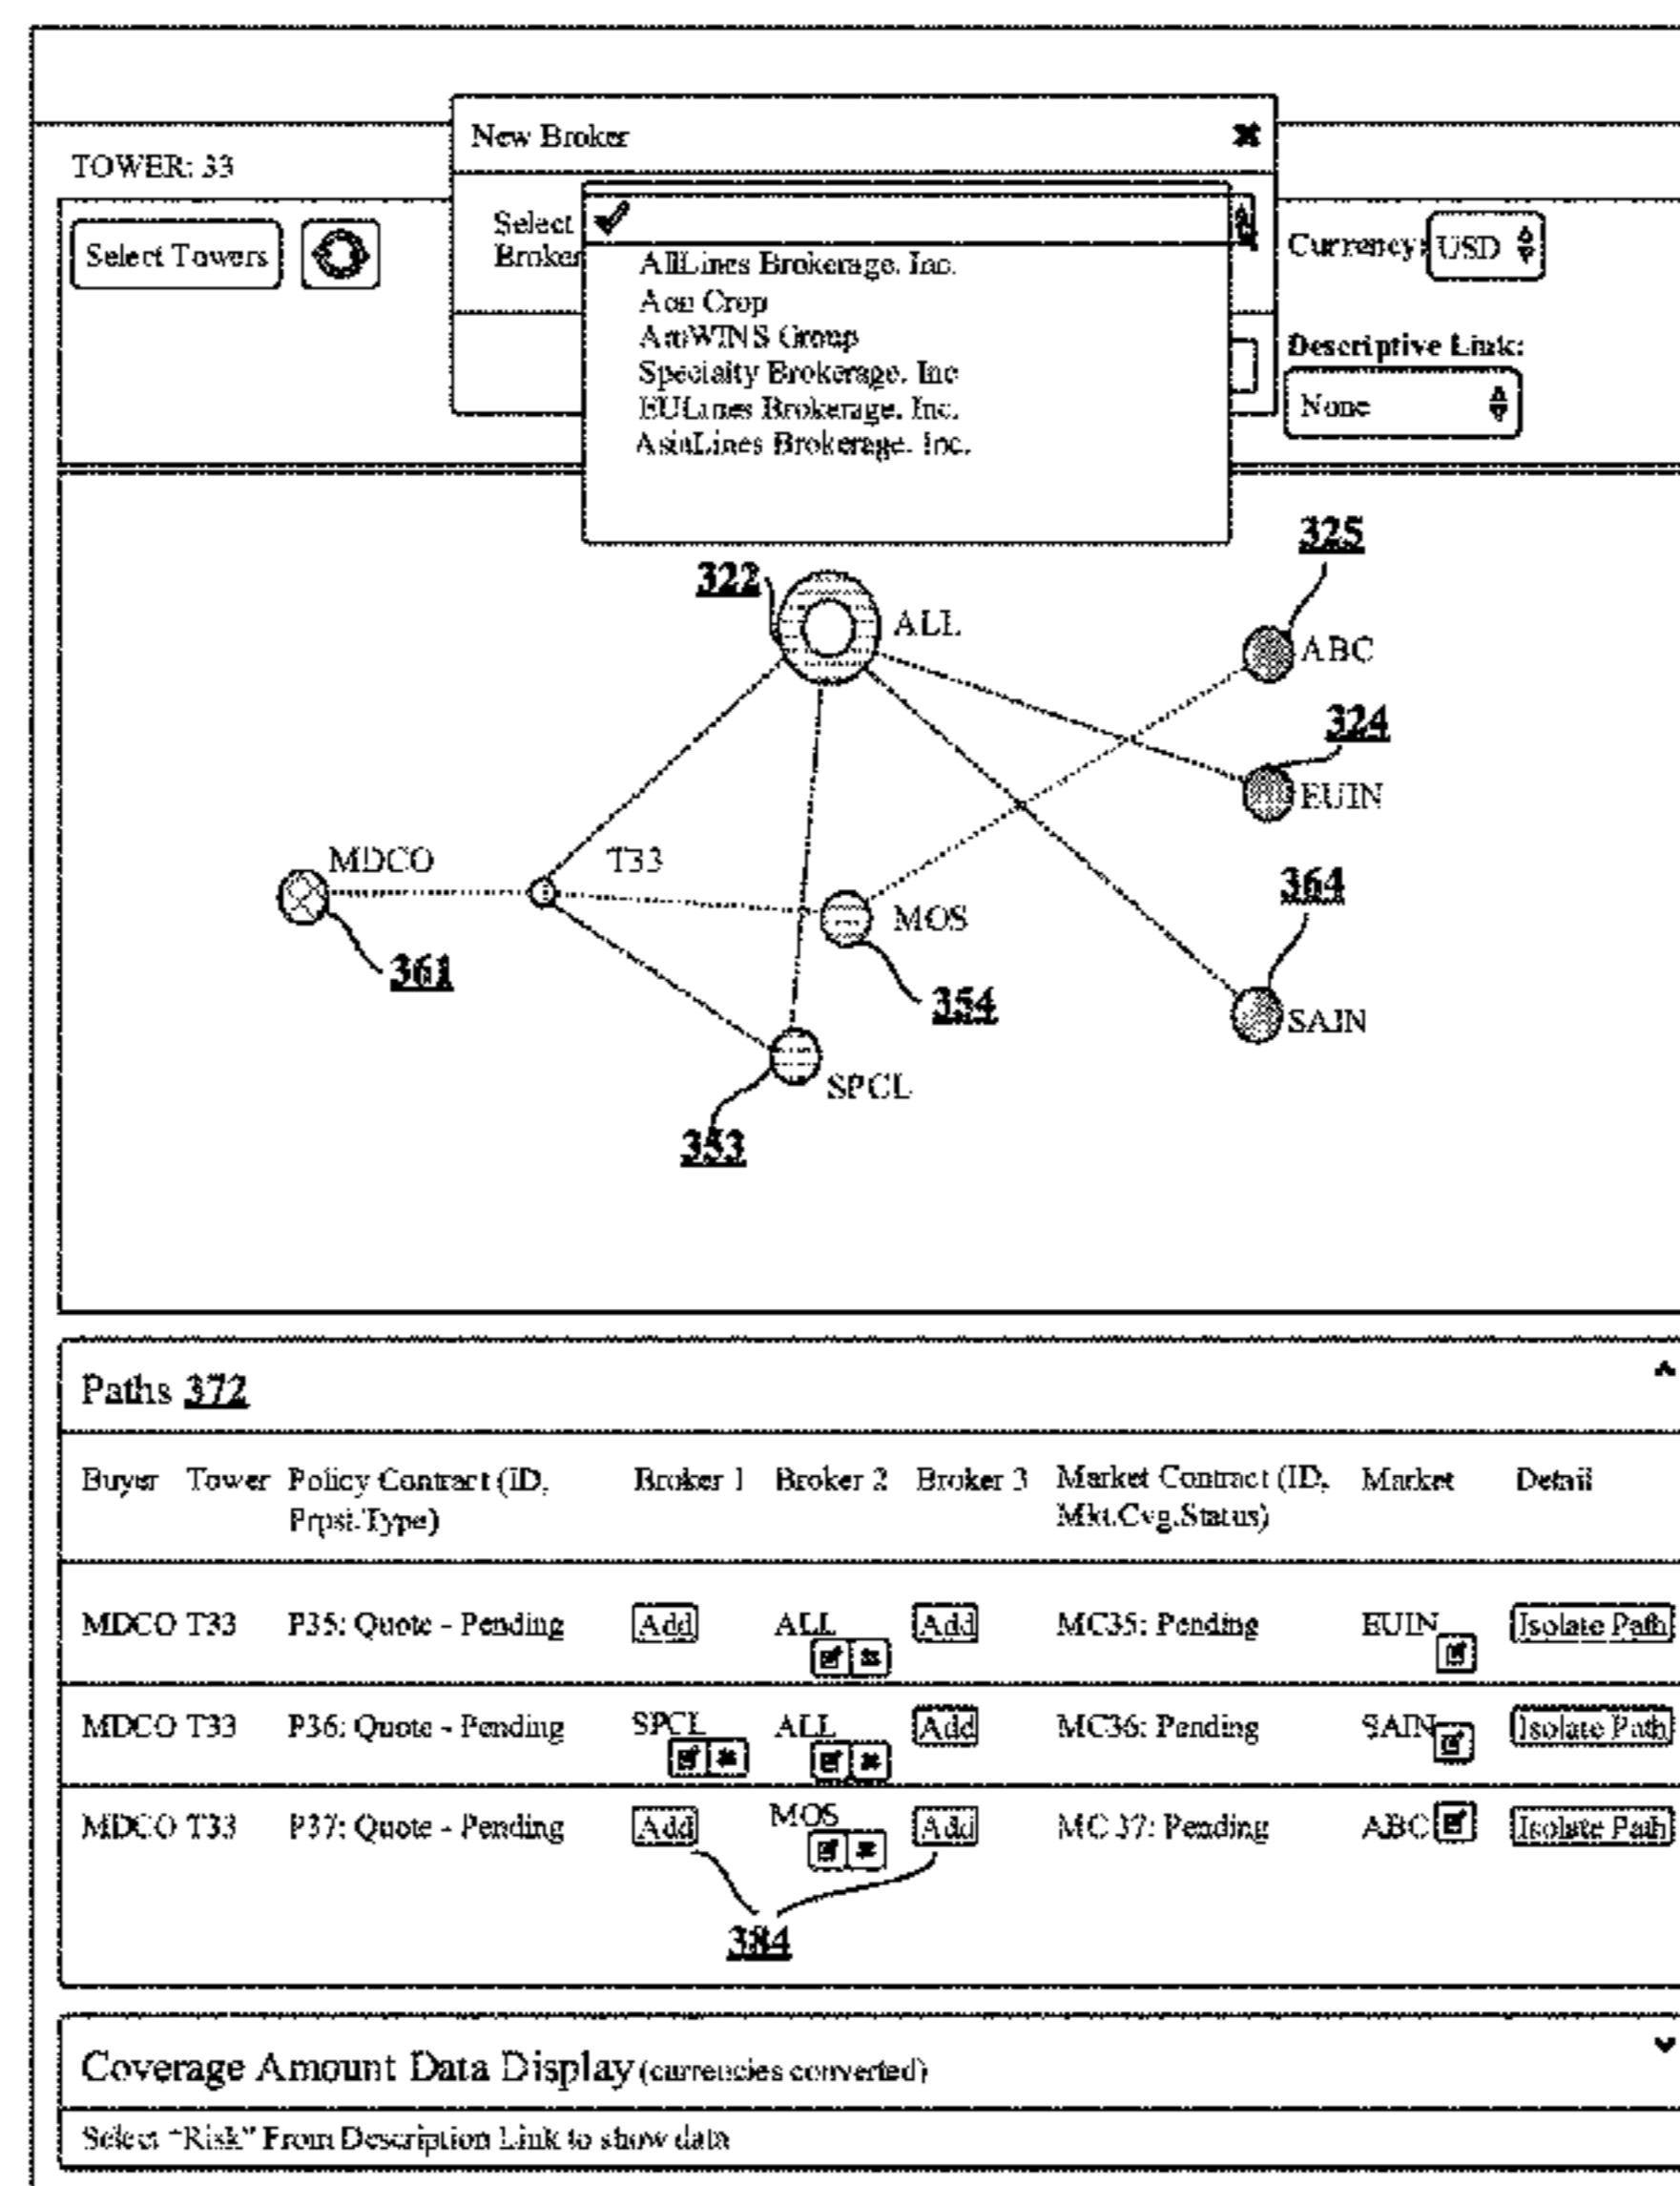 New Broker
TOWER: 33
Select Towers
Select
Broker
AllLines Brokerage. Inc.
Aon Crop
AmWINS Group
Specialty Brokerage. Inc
EULines Brokerage. Inc.
AsiaLines Brokerage. Inc.
Currency:
USD
Descriptive Link:
None
325
322
ALL
ABC
324
EUIN
MDCO
T33
364
MOS
361
354
SAIN
SPCL
353
Paths 372
Buyer Tower Policy Contract (ID, Broker 1 Broker 2 Broker 3 Market Contract (ID, Market Detail
Prpsl.Type) Mkt.Cvg.Status)
MDCO T33 P35: Quote - Pending Add ALL Add MC35: Pending EUIN Isolate Path
MDCO T33 P36: Quote - Pending SPCL ALL Add MC36: Pending SAIN Isolate Path
MDCO T33 P37: Quote - Pending Add MOS Add MC 37: Pending ABC Isolate Path
384
Coverage Amount Data Display (currencies converted)
Select "Risk" From Description Link to show data